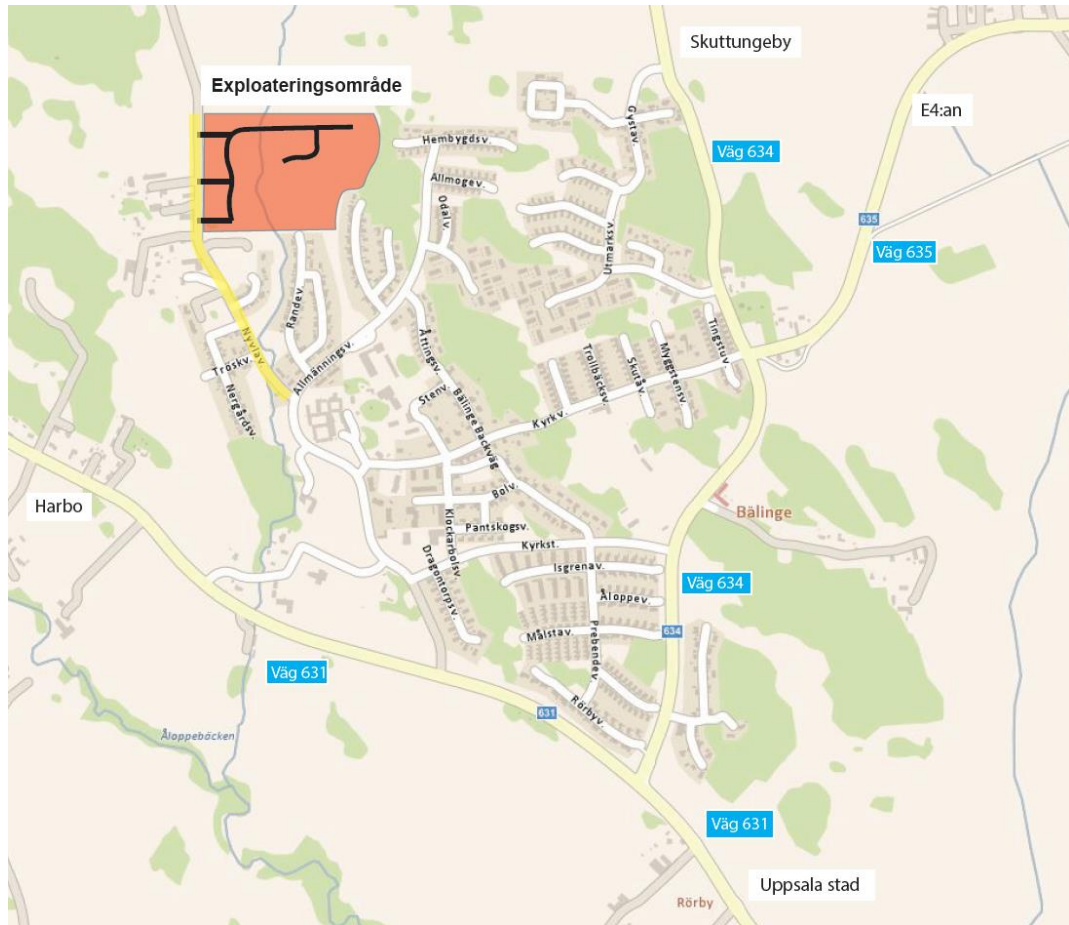 Skuttungeby
Exploateringsområde
E4:an
Hembygdsv.
Gystav.
Väg 634
Allmogev.
Odalv.
635
Väg 635
Utmarksv.
Randev.
Nyvlav.
Åttingsv.
Tingstuv.
Tröskv.
Allmänningsv.
Trollbäcksv.
Skutåv.
Myggstensv.
Nergårdsv.
Stenv.
Bälinge Backväg
Kyrkv.
Harbo
Bolv.
Bälinge
Klockarbolsv.
Pantskogsv.
Kyrkst.
Dragontorpsv.
Isgrenav.
Väg 634
Åloppev.
Målstav.
634
Prebendev.
Väg 631
Rörbyv.
631
Åloppebäcken
Väg 631
Uppsala stad
Rörby